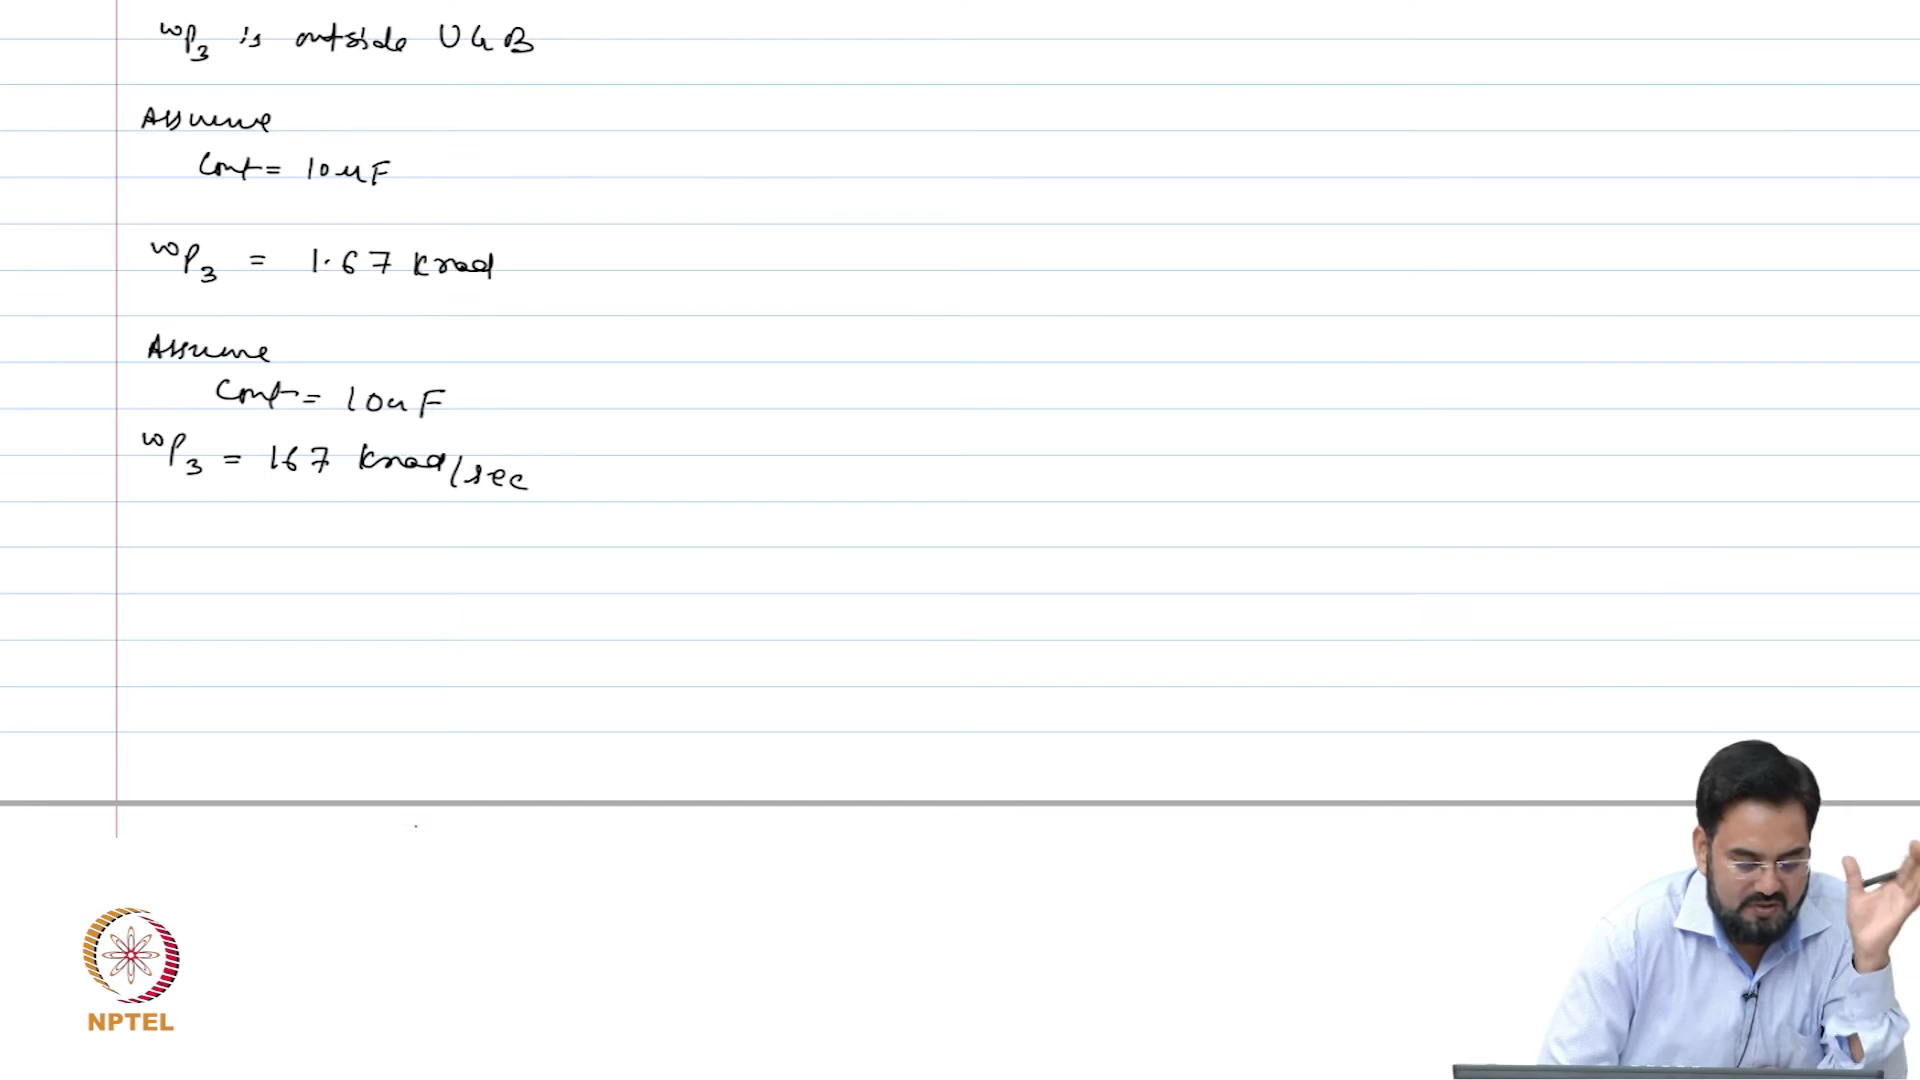 ωp3 is outside UGB
Assume
Cout = 10uF
ωp3 = 1.67 Krad
Assume
Cout = 10uF
ωp3 = 167 Krad/sec
NPTEL